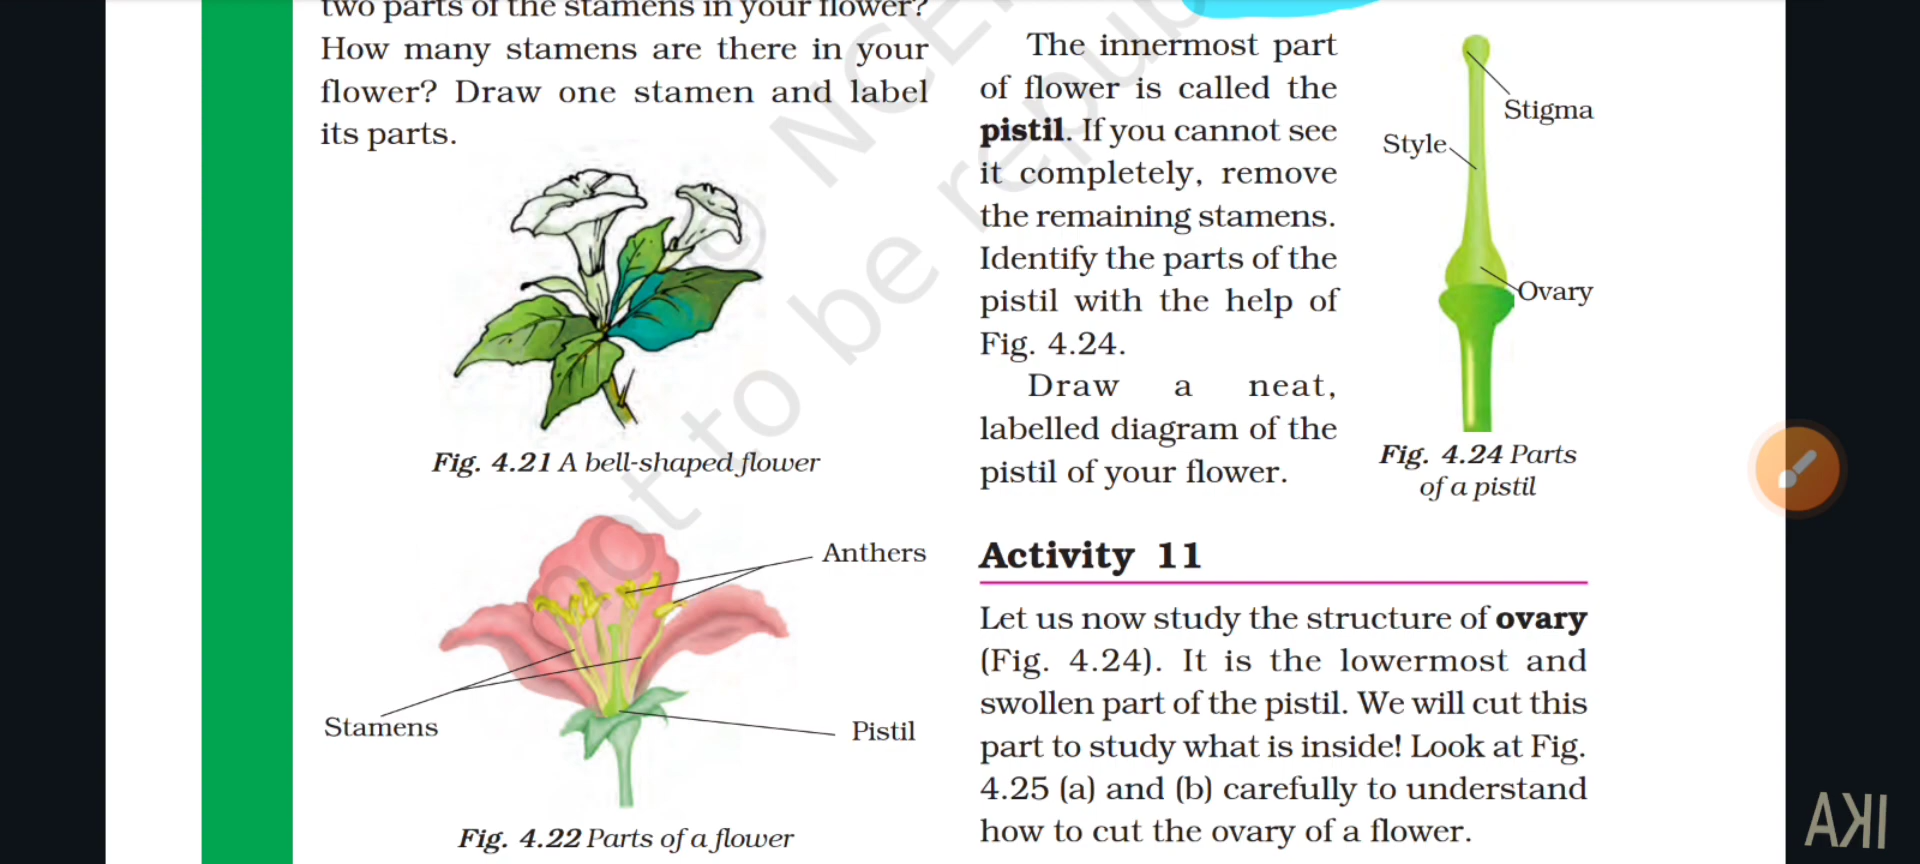 two parts of the stamens in your flower?
How many stamens are there in your
flower? Draw one stamen and label
its parts.
Fig. 4.21 A bell-shaped flower
Anthers
Stamens
Pistil
Fig. 4.22 Parts of a flower
The innermost part
of flower is called the
pistil. If you cannot see
it completely, remove
the remaining stamens.
Identify the parts of the
pistil with the help of
Fig. 4.24.
Draw a neat,
labelled diagram of the
pistil of your flower.
Stigma
Style
Ovary
Fig. 4.24 Parts
of a pistil
Activity 11
Let us now study the structure of ovary
(Fig. 4.24). It is the lowermost and
swollen part of the pistil. We will cut this
part to study what is inside! Look at Fig.
4.25 (a) and (b) carefully to understand
how to cut the ovary of a flower.
© NCE
not to be repub